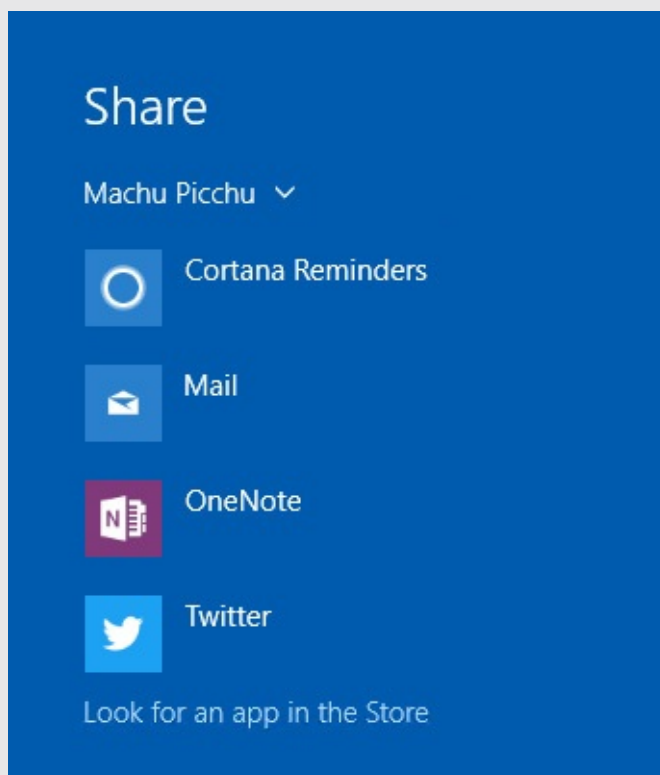 Share
Machu Picchu
Cortana Reminders
Mail
N
OneNote
Twitter
Look for an app in the Store